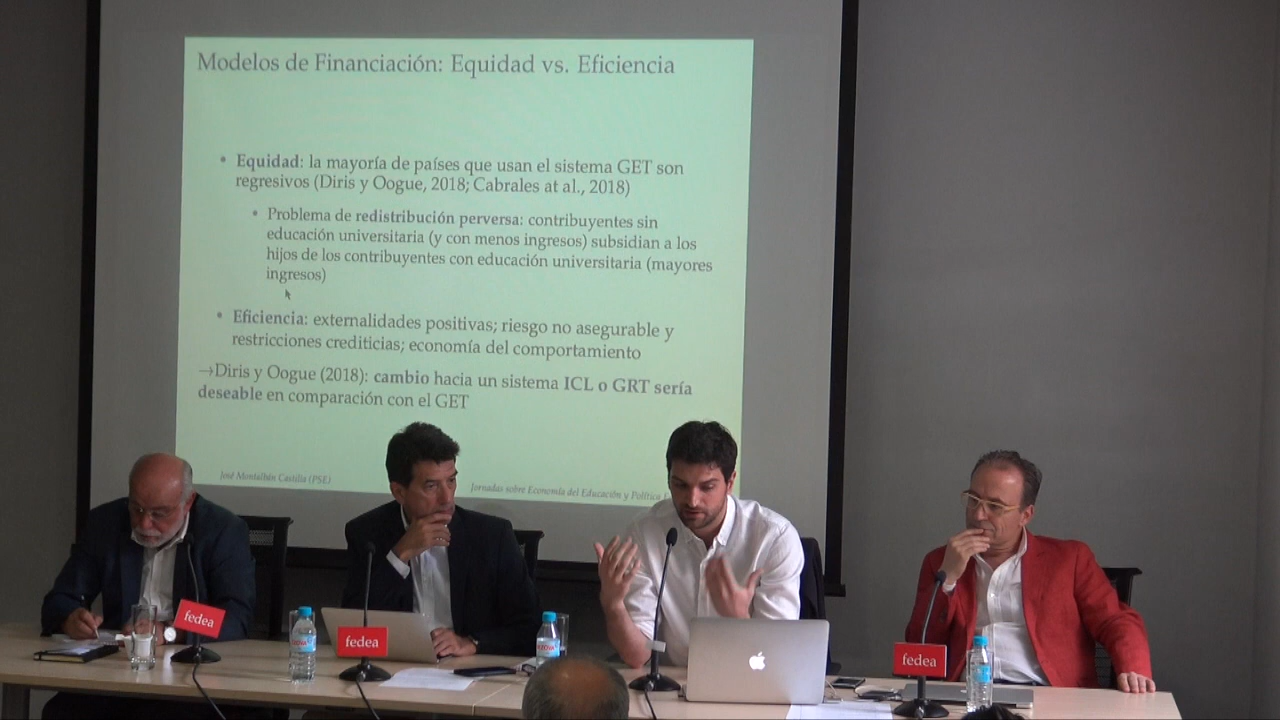 Modelos de Financiación: Equidad vs. Eficiencia
• Equidad: la mayoría de países que usan el sistema GET son
regresivos (Diris y Oogue, 2018; Cabrales at al., 2018)
• Problema de redistribución perversa: contribuyentes sin
educación universitaria (y con menos ingresos) subsidian a los
hijos de los contribuyentes con educación universitaria (mayores
ingresos)
• Eficiencia: externalidades positivas; riesgo no asegurable y
restricciones crediticias; economía del comportamiento
→Diris y Oogue (2018): cambio hacia un sistema ICL o GRT sería
deseable en comparación con el GET
José Montalbán Castilla (PSE)
Jornadas sobre Economía del Educación y Política
fedea
fedea
fedea